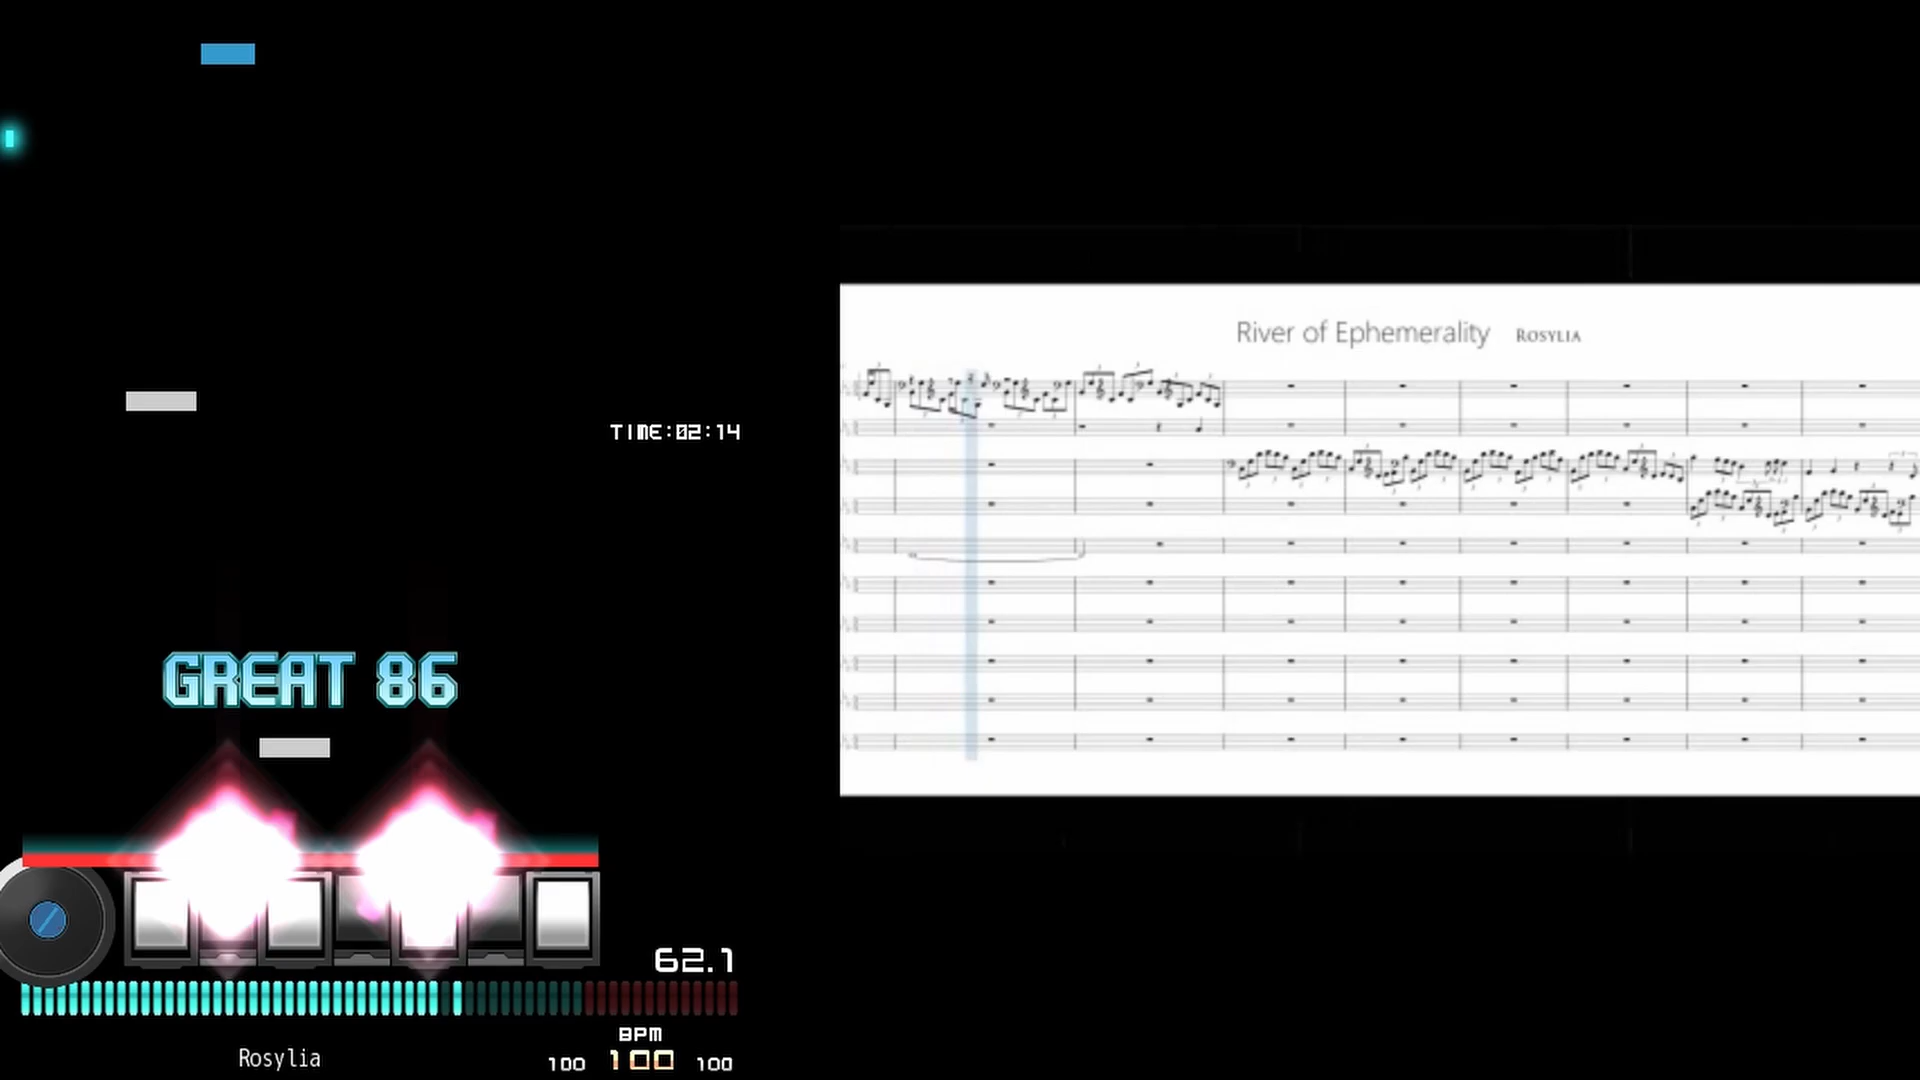 River of Ephemerality ROSYLIA
TIME:02:14
GREAT 86
62.1
BPM
100 100 100
Rosylia